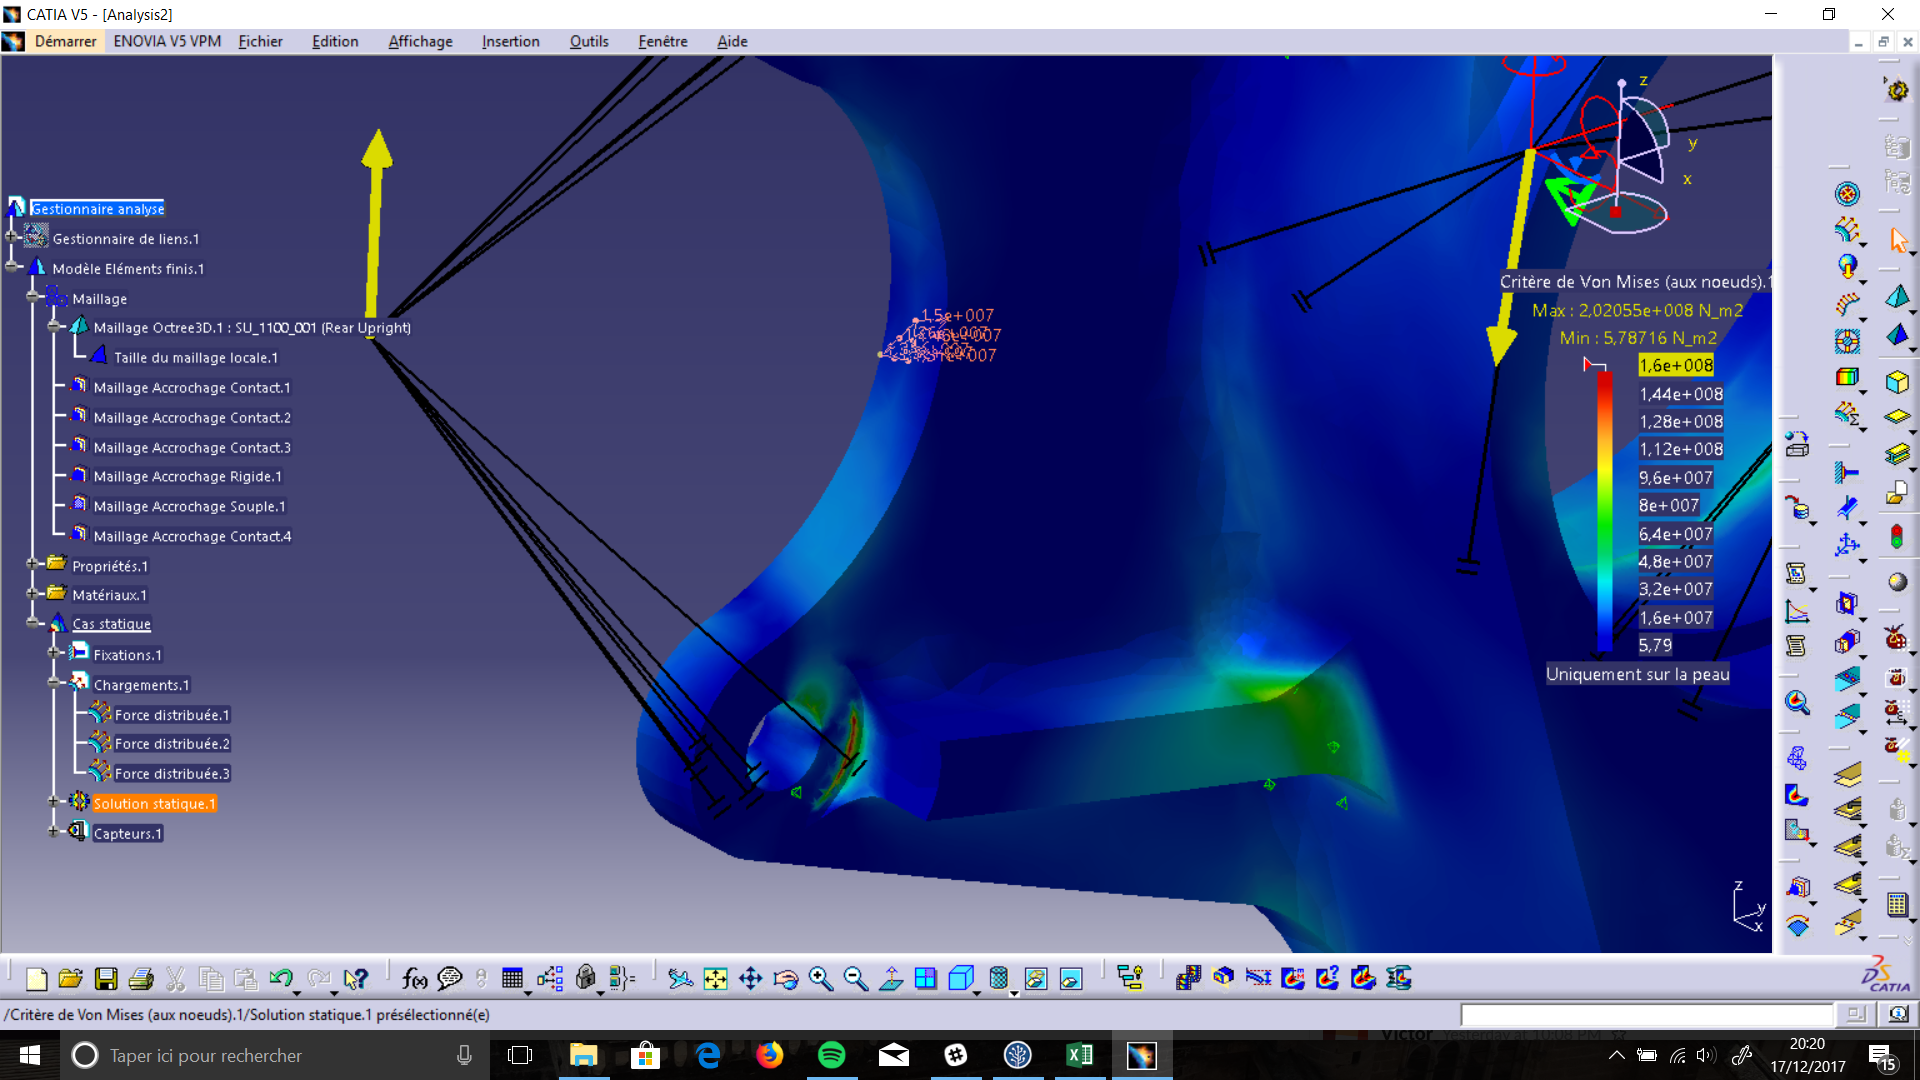 CATIA V5 - [Analysis2]
Démarrer ENOVIA V5 VPM Fichier Edition Affichage Insertion Outils Fenêtre Aide
Gestionnaire analyse
Gestionnaire de liens.1
Modèle Eléments finis.1
Maillage
Maillage Octree3D.1 : SU_1100_001 (Rear Upright)
Taille du maillage locale.1
Maillage Accrochage Contact.1
Maillage Accrochage Contact.2
Maillage Accrochage Contact.3
Maillage Accrochage Rigide.1
Maillage Accrochage Souple.1
Maillage Accrochage Contact.4
Propriétés.1
Matériaux.1
Cas statique
Fixations.1
Chargements.1
Force distribuée.1
Force distribuée.2
Force distribuée.3
Solution statique.1
Capteurs.1
1,5e+007
z
y
x
Critère de Von Mises (aux noeuds).1
Max : 2,02055e+008 N_m2
Min : 5,78716 N_m2
1,6e+008
1,44e+008
1,28e+008
1,12e+008
9,6e+007
8e+007
6,4e+007
4,8e+007
3,2e+007
1,6e+007
5,79
Uniquement sur la peau
z
y
x
f(x)
CATIA
/Critère de Von Mises (aux noeuds).1/Solution statique.1 présélectionné(e)
Victor Yesterday at 10:08 PM
Taper ici pour rechercher
20:20
17/12/2017
15